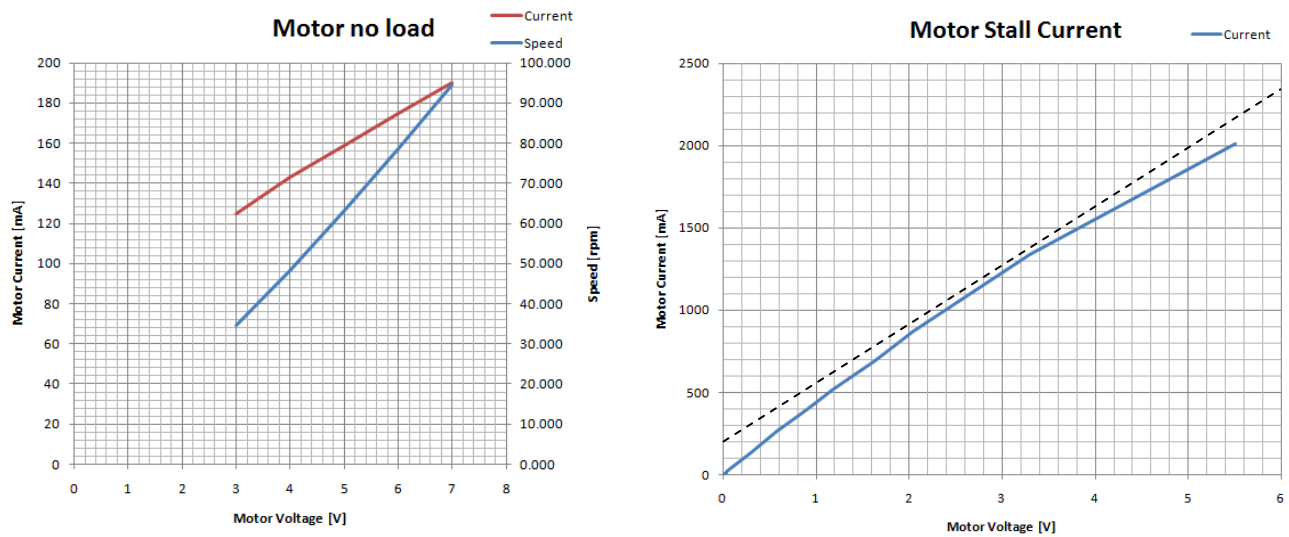 Motor no load
Current
Speed
200
180
160
140
120
100
80
60
40
20
0
Motor Current [mA]
100.000
90.000
80.000
70.000
60.000
50.000
40.000
30.000
20.000
10.000
0.000
Speed [rpm]
0 1 2 3 4 5 6 7 8
Motor Voltage [V]
Motor Stall Current
Current
2500
2000
1500
1000
500
0
Motor Current [mA]
0 1 2 3 4 5 6
Motor Voltage [V]